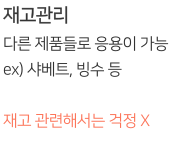 재고관리
다른 제품들로 응용이 가능
ex) 샤베트, 빙수 등
재고 관련해서는 걱정 X